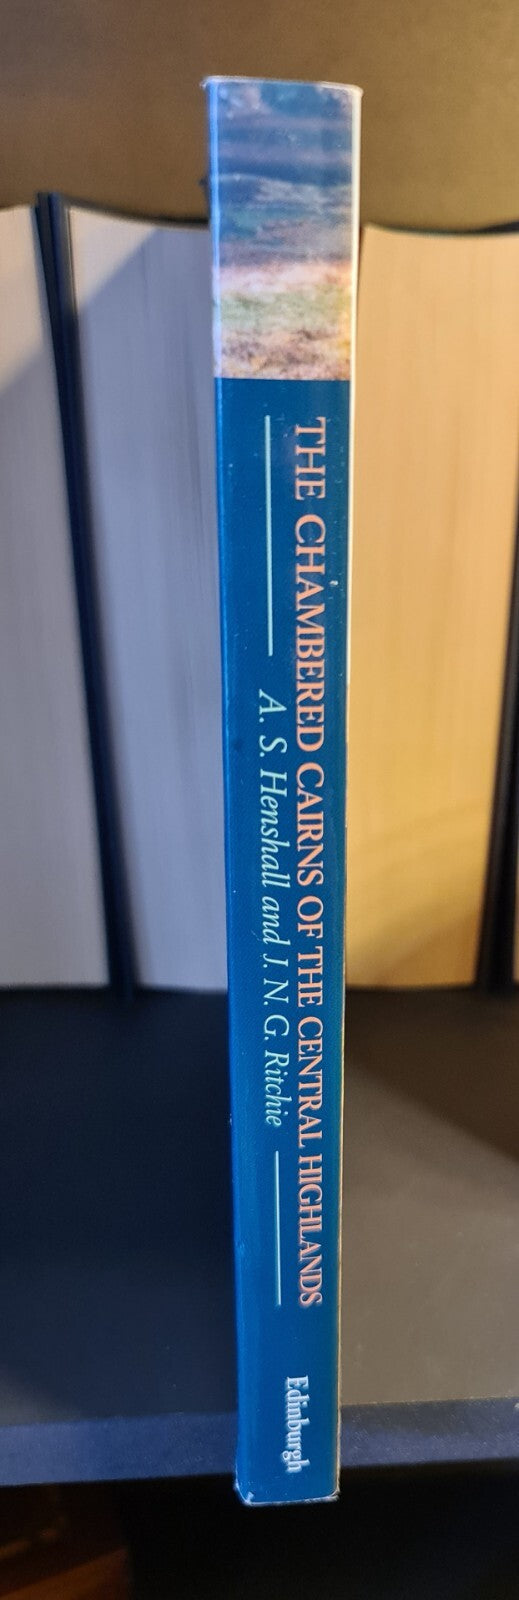 THE CHAMBERED CAIRNS OF THE CENTRAL HIGHLANDS
A. S. Henshall and J. N. G. Ritchie
Edinburgh